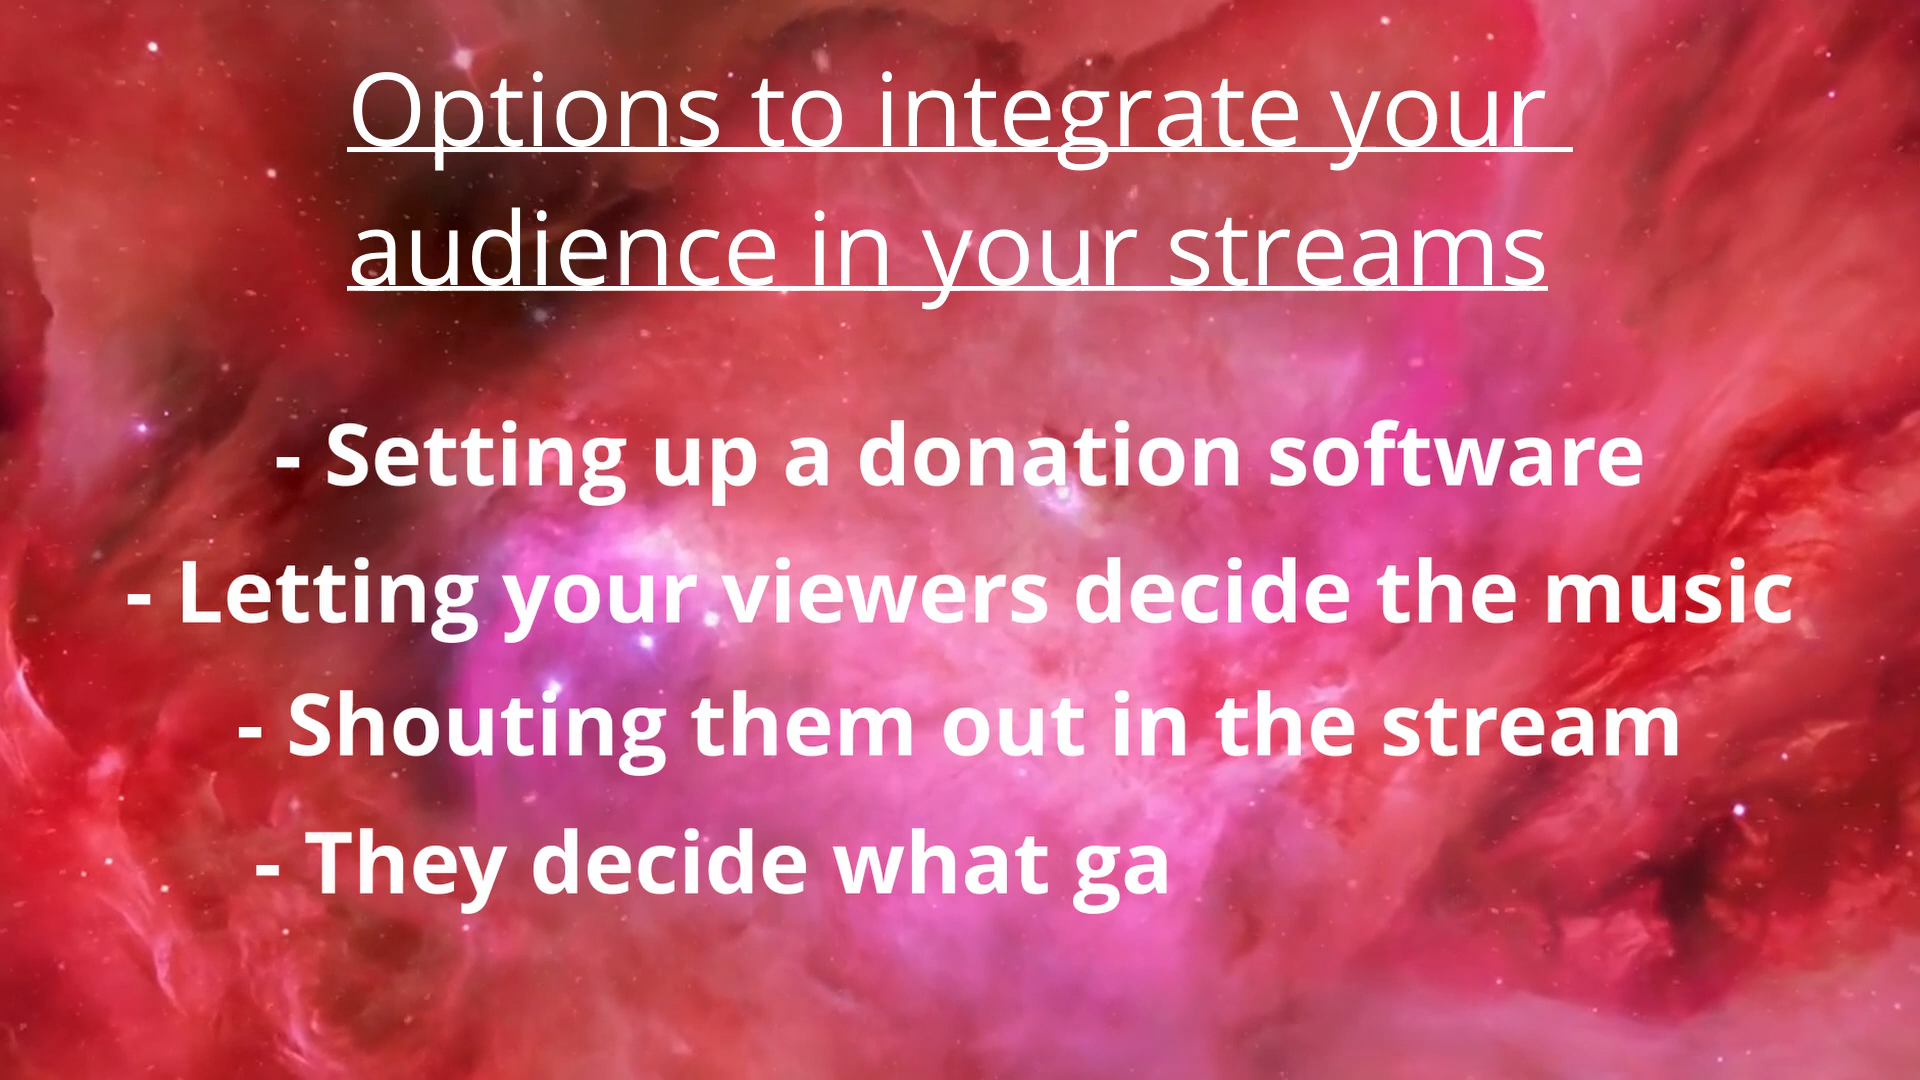 Options to integrate your
audience in your streams
- Setting up a donation software
- Letting your viewers decide the music
- Shouting them out in the stream
- They decide what ga